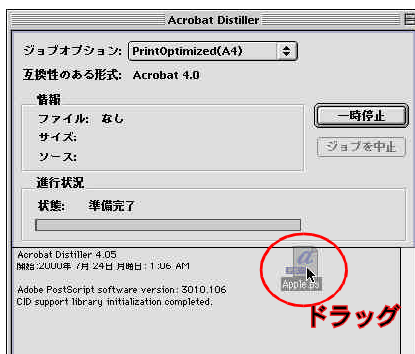 Acrobat Distiller
ジョブオプション: PrintOptimized(A4)
互換性のある形式: Acrobat 4.0
情報
ファイル: なし
一時停止
サイズ:
ジョブを中止
ソース:
進行状況
状態: 準備完了
Acrobat Distiller 4.05
開始:2000年 7月 24日 月曜日: 1:06 AM
Adobe PostScript software version: 3010.106
CID support library initialization completed.
Apple.ps
ドラッグ